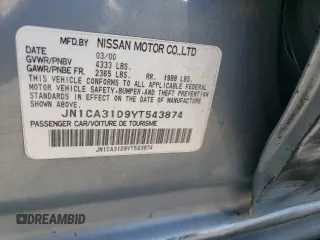 MFD.BY NISSAN MOTOR CO.,LTD
DATE 03/00
GVWR/PNBV 4333 LBS.
GAWR/PNBE FR. 2365 LBS. RR. 1988 LBS.
THIS VEHICLE CONFORMS TO ALL APPLICABLE FEDERAL
MOTOR VEHICLE SAFETY-BUMPER-AND THEFT PREVENTION
STANDARDS IN EFFECT ON THE DATE OF
MANUFACTURE SHOWN ABOVE.
JN1CA31D9YT543874
PASSENGER CAR/VOITURE DE TOURISME
JN1CA31D9YT543874
DREAMBID